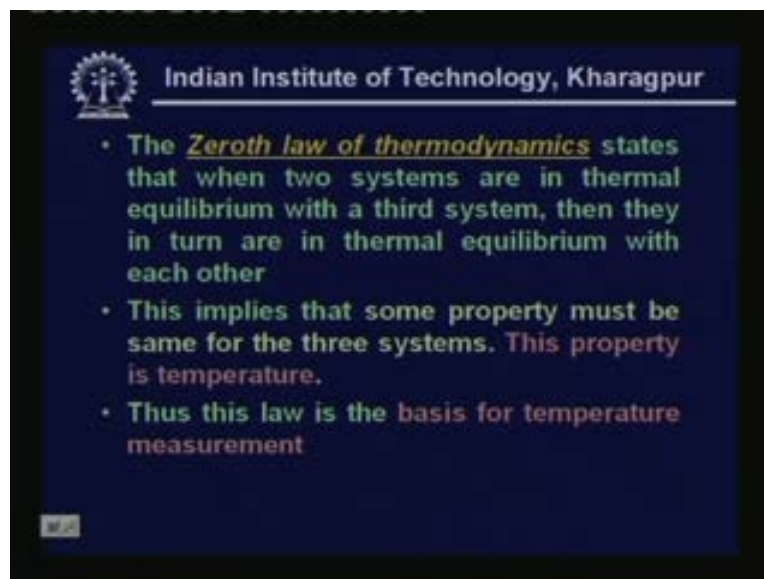 Indian Institute of Technology, Kharagpur
• The Zeroth law of thermodynamics states
that when two systems are in thermal
equilibrium with a third system, then they
in turn are in thermal equilibrium with
each other
• This implies that some property must be
same for the three systems. This property
is temperature.
• Thus this law is the basis for temperature
measurement